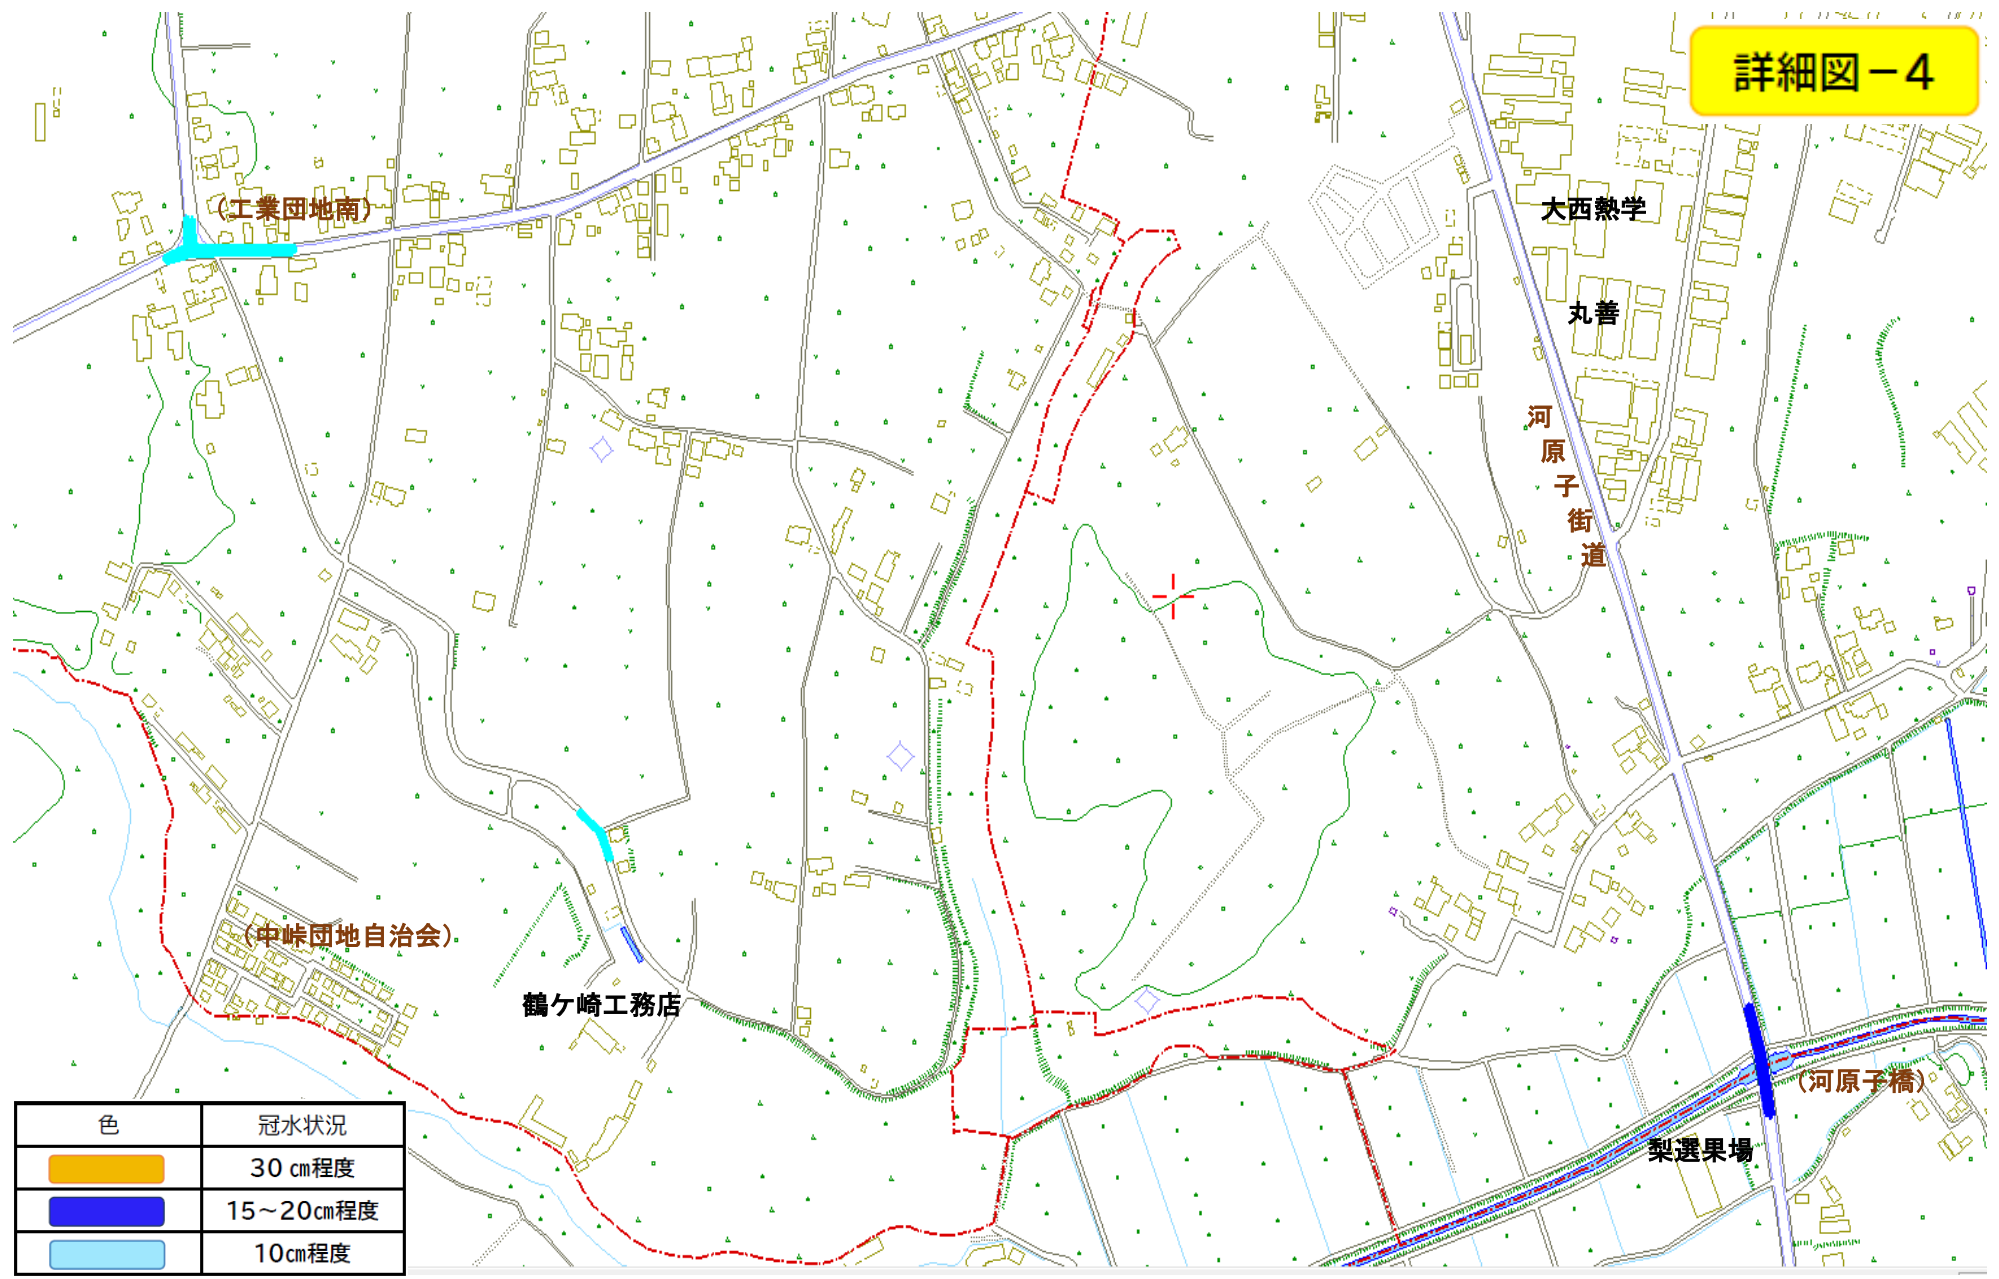 詳細図－4
（工業団地南）
大西熱学
丸善
河原子街道
（中峠団地自治会）
鶴ケ崎工務店
（河原子橋）
梨選果場
色 冠水状況
30㎝程度
15～20㎝程度
10㎝程度